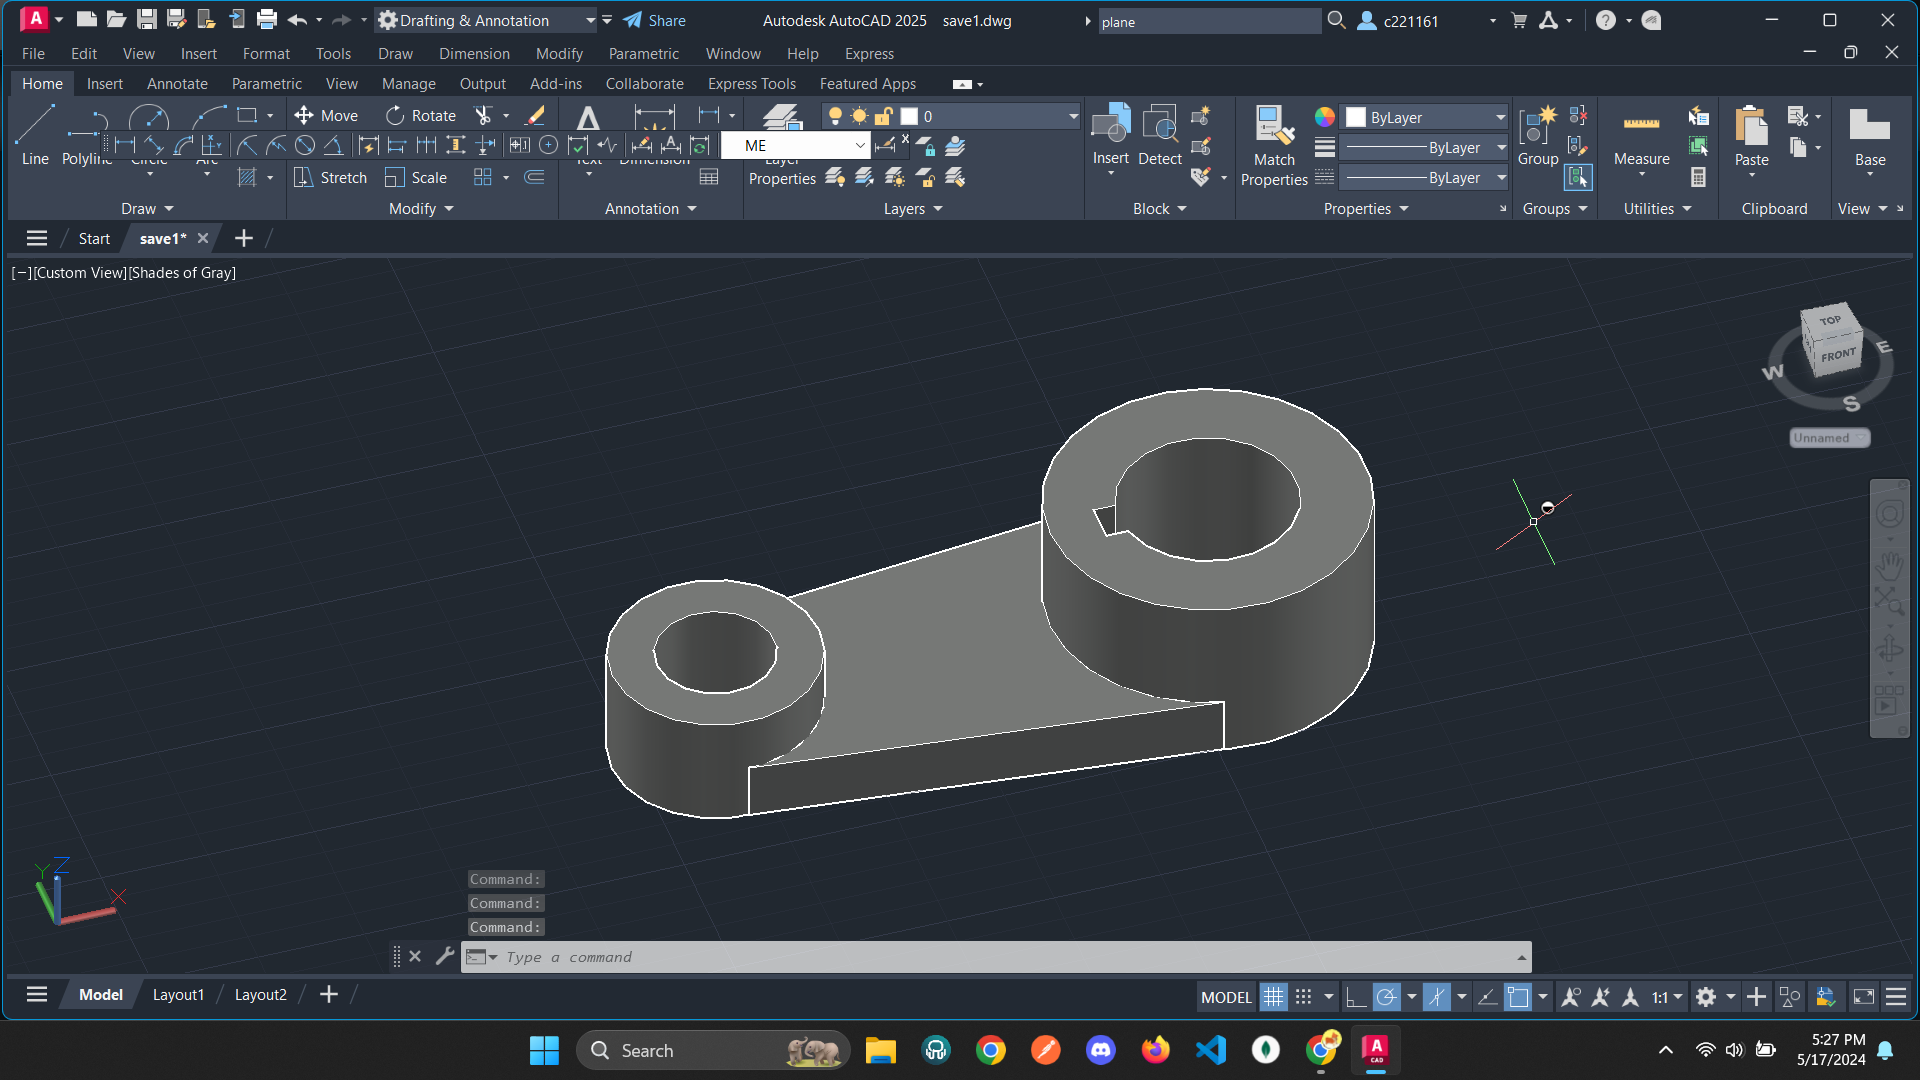 Drafting & Annotation
Share
Autodesk AutoCAD 2025 save1.dwg
plane
c221161
File Edit View Insert Format Tools Draw Dimension Modify Parametric Window Help Express
Home Insert Annotate Parametric View Manage Output Add-ins Collaborate Express Tools Featured Apps
Move Rotate
0
ByLayer
ME
ByLayer
Line Polyline Circle Arc
Text Dimension
Layer
Properties
Insert Detect
Match
Properties
Group
Measure
Paste
Base
Stretch Scale
ByLayer
Draw Modify Annotation Layers Block Properties Groups Utilities Clipboard View
Start save1*
[−][Custom View][Shades of Gray]
TOP
FRONT
W
E
S
Unnamed
Y Z
X
Command:
Command:
Command:
Type a command
Model Layout1 Layout2
MODEL
1:1
Search
A
CAD
5:27 PM
5/17/2024